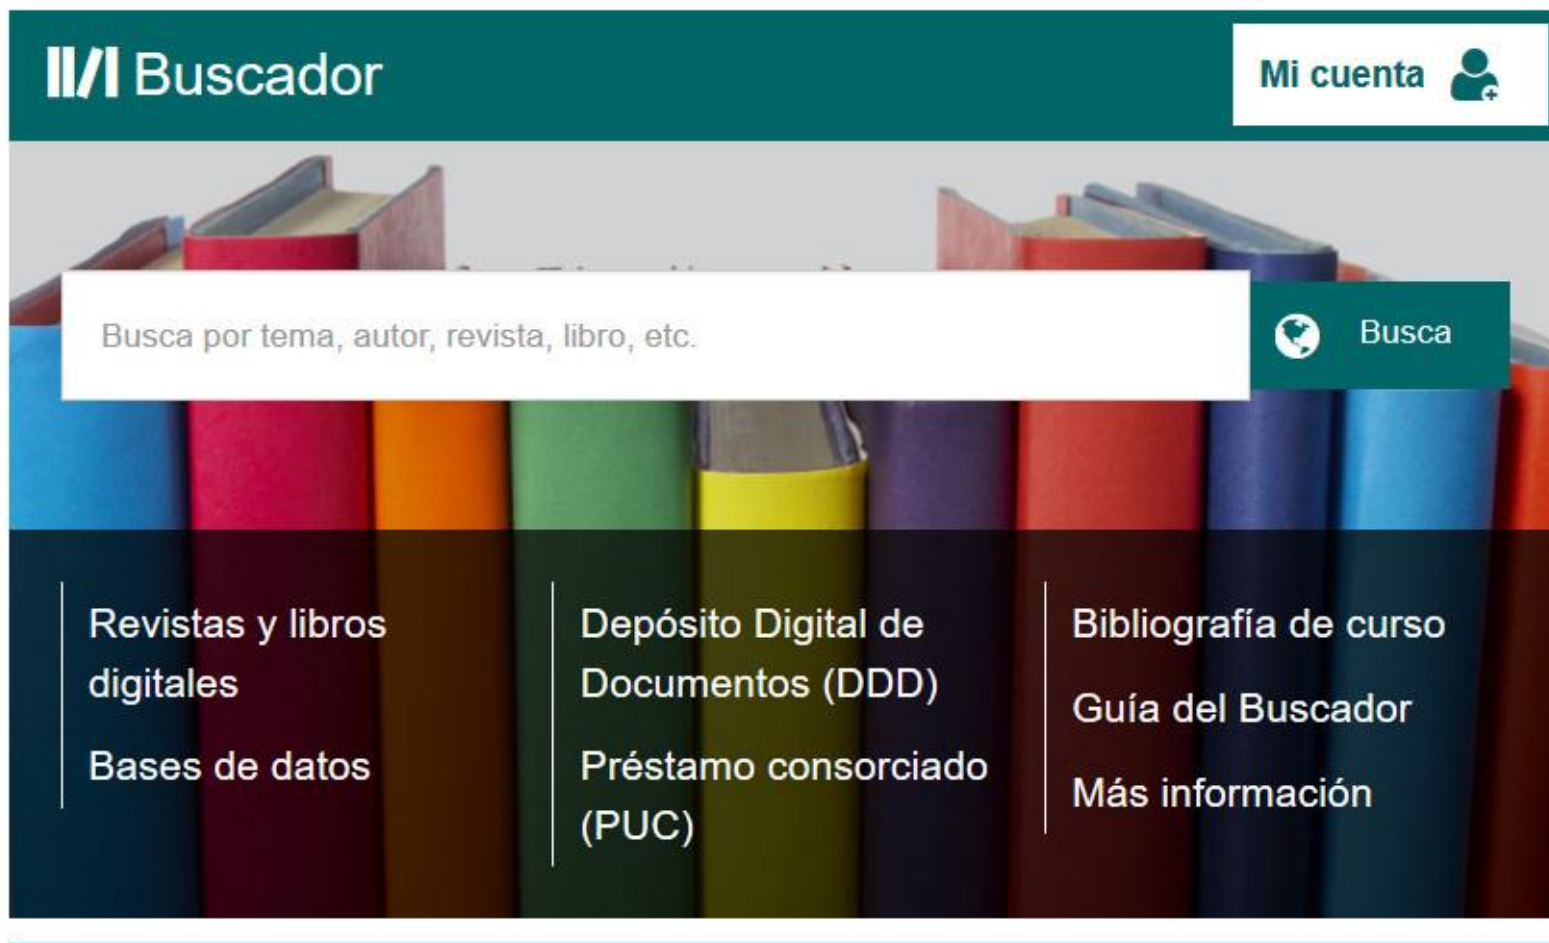 Buscador
Mi cuenta
Busca por tema, autor, revista, libro, etc.
Busca
Revistas y libros
digitales
Bases de datos
Depósito Digital de
Documentos (DDD)
Préstamo consorciado
(PUC)
Bibliografía de curso
Guía del Buscador
Más información